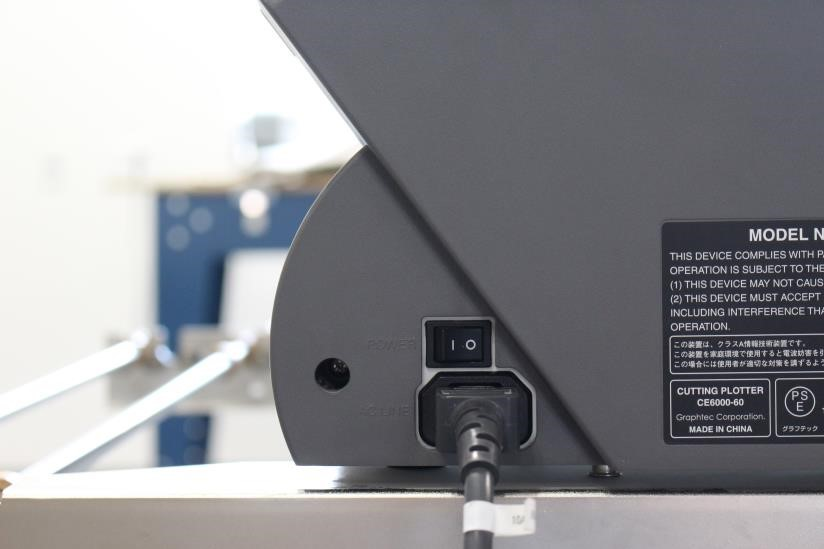 MODEL N
THIS DEVICE COMPLIES WITH PA
OPERATION IS SUBJECT TO THE
(1) THIS DEVICE MAY NOT CAUS
(2) THIS DEVICE MUST ACCEPT
INCLUDING INTERFERENCE THA
OPERATION.
この装置は、クラスA情報技術装置です。
この装置を家庭環境で使用すると電波妨害を引
この場合には使用者が適切な対策を講ずるよう
CUTTING PLOTTER
CE6000-60
Graphtec Corporation.
MADE IN CHINA
PS
E
グラフテック
POWER
I O
AC LINE